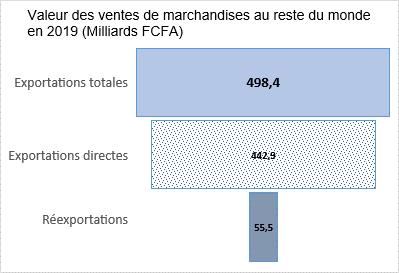 Valeur des ventes de marchandises au reste du monde
en 2019 (Milliards FCFA)
Exportations totales
498,4
Exportations directes
442,9
Réexportations
55,5